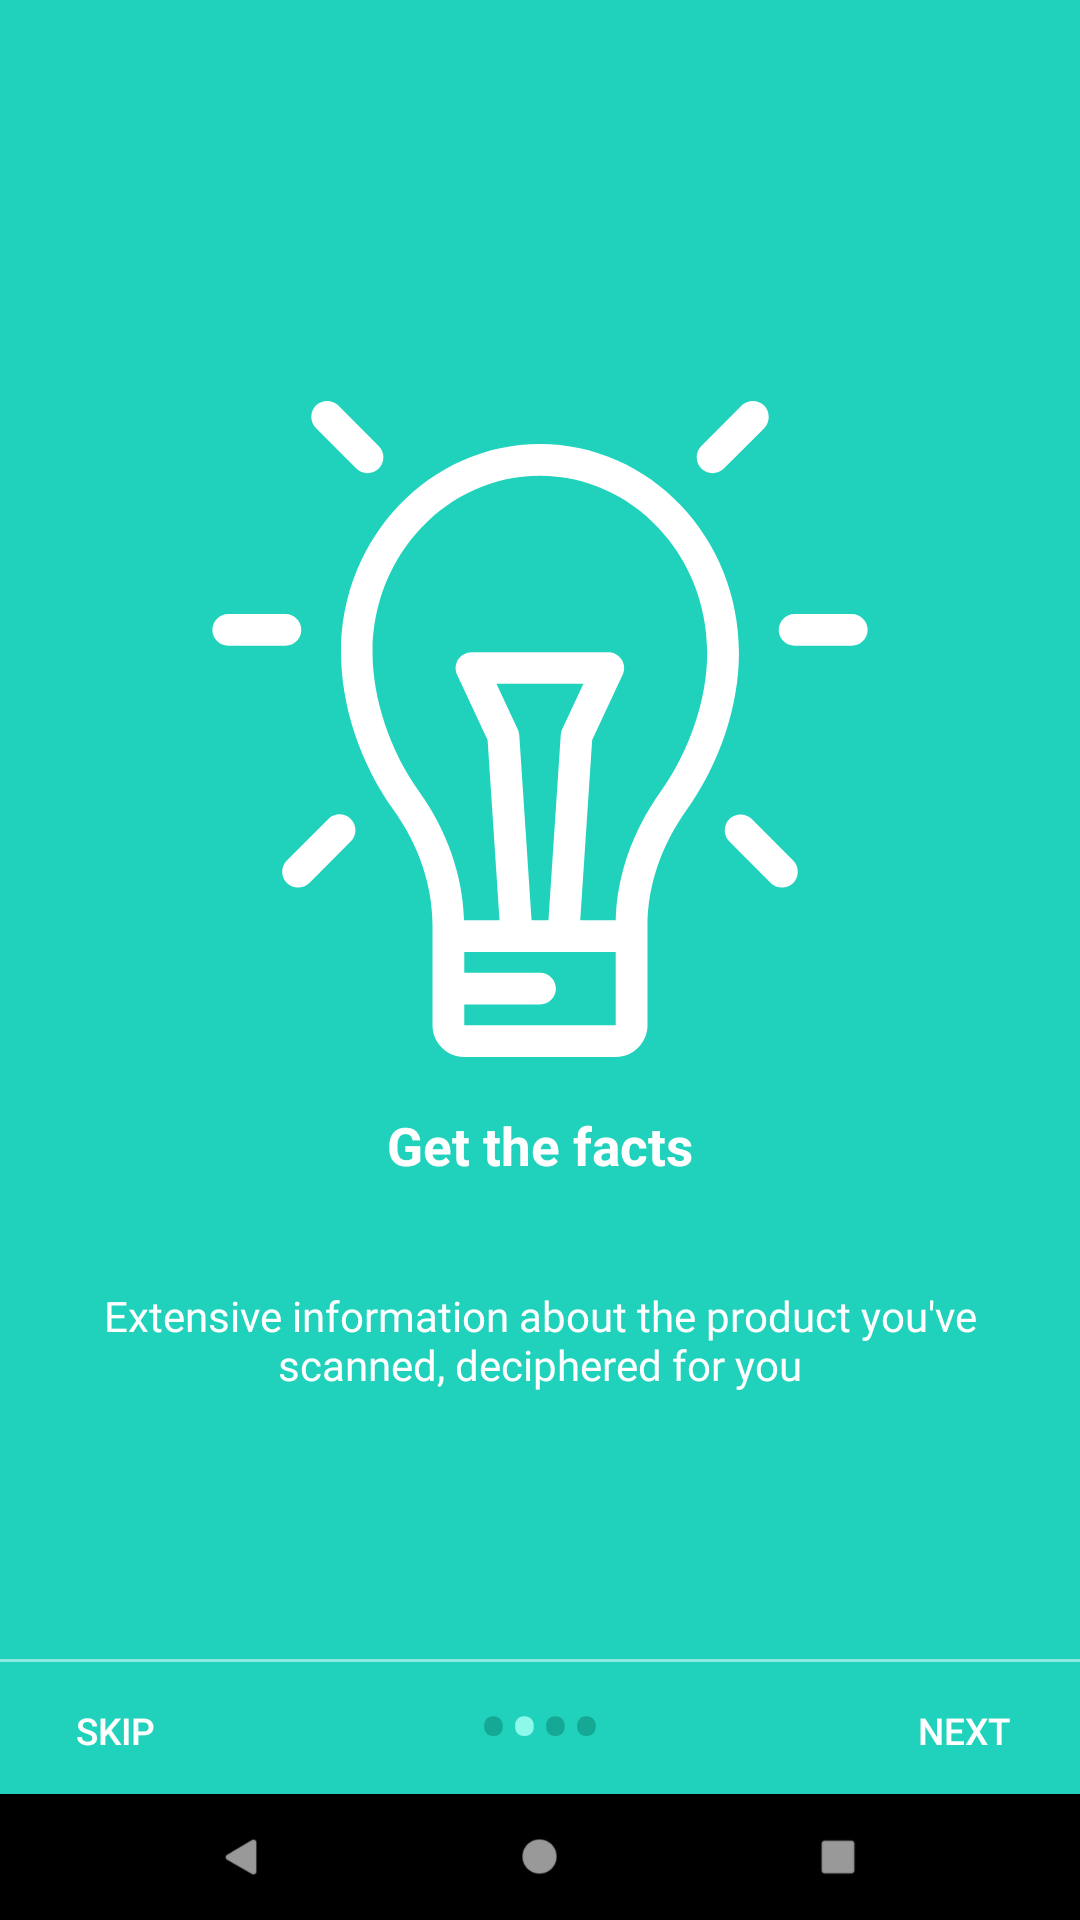 Get the facts
Extensive information about the product you've
scanned, deciphered for you
SKIP
NEXT